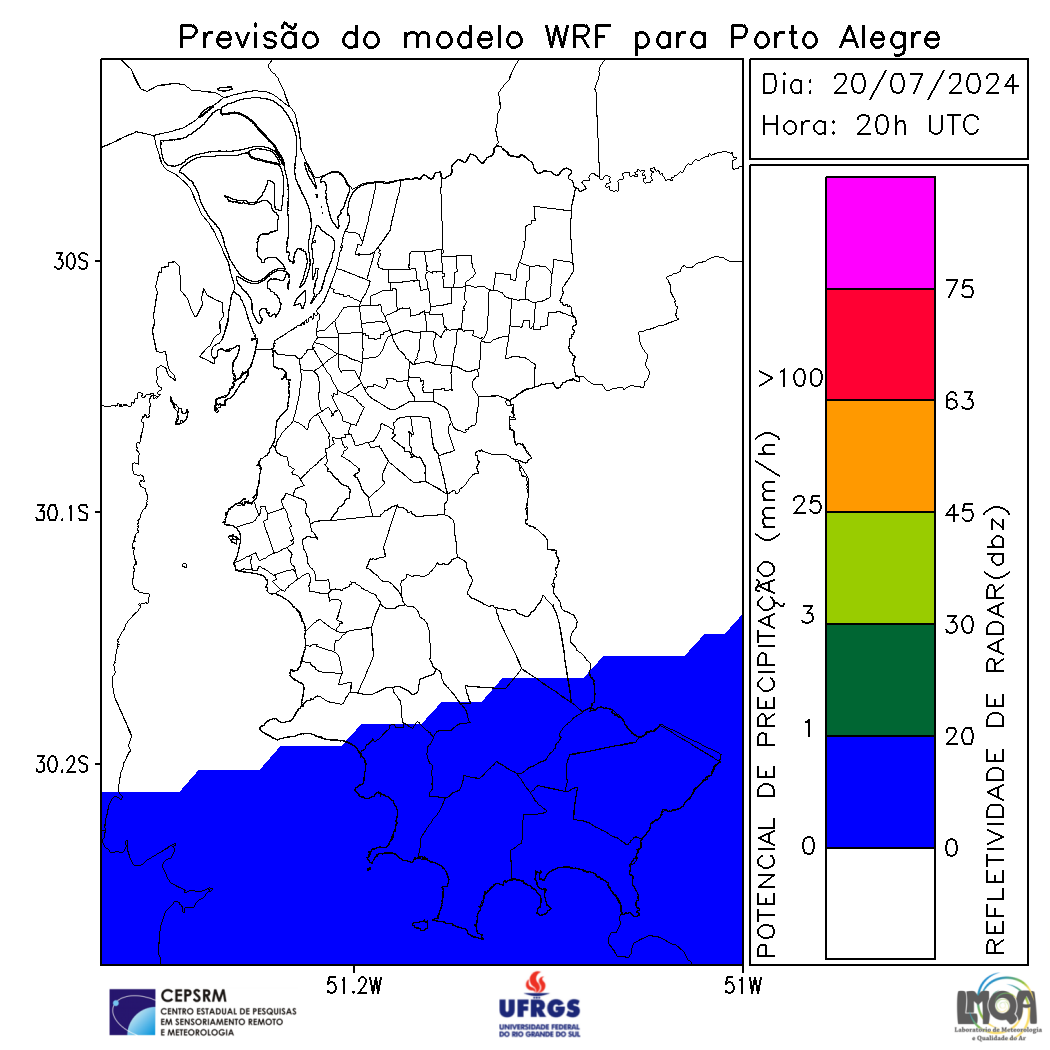 Previsão do modelo WRF para Porto Alegre
Dia: 20/07/2024
Hora: 20h UTC
30S
30.1S
30.2S
51.2W
51W
POTENCIAL DE PRECIPITAÇÃO (mm/h)
>100
25
3
1
0
75
63
45
30
20
0
REFLETIVIDADE DE RADAR(dbz)
CEPSRM
CENTRO ESTADUAL DE PESQUISAS
EM SENSORIAMENTO REMOTO
E METEOROLOGIA
UFRGS
UNIVERSIDADE FEDERAL
DO RIO GRANDE DO SUL
LMQA
Laboratório de Meteorologia
e Qualidade do Ar